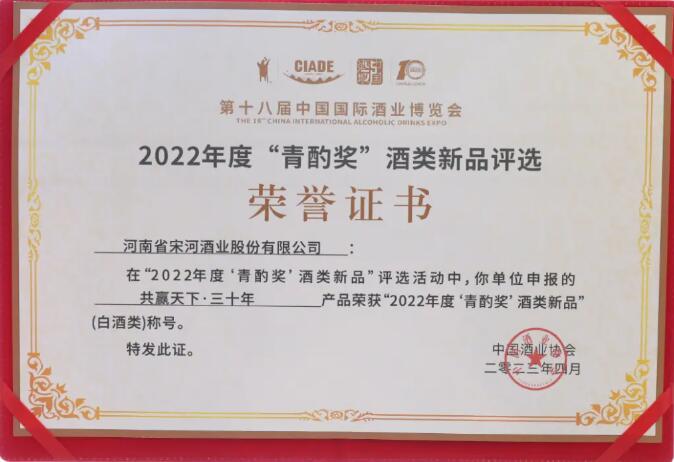 CIADE
第十八届中国国际酒业博览会
THE 18TH CHINA INTERNATIONAL ALCOHOLIC DRINKS EXPO
2022年度“青酌奖”酒类新品评选
荣誉证书
河南省宋河酒业股份有限公司：
在“2022年度‘青酌奖’酒类新品”评选活动中，你单位申报的
共赢天下·三十年 产品荣获“2022年度‘青酌奖’酒类新品”
(白酒类)称号。
特发此证。
中国酒业协会
二〇二三年四月